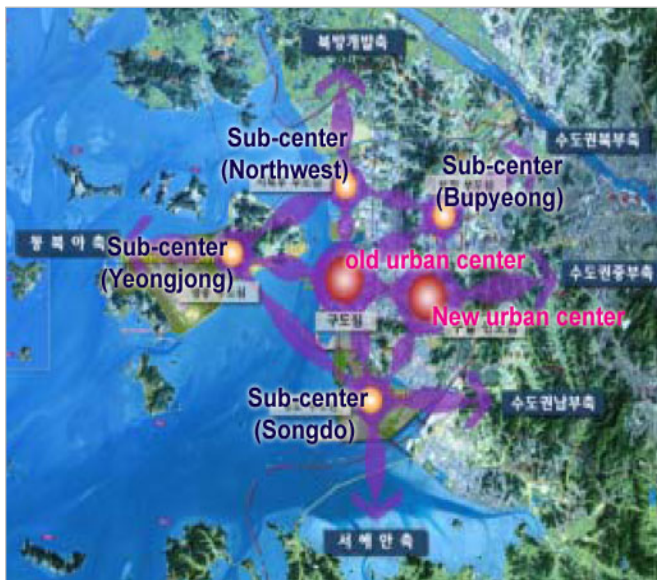 북방개발축
Sub-center
(Northwest)
수도권북부축
Sub-center
(Bupyeong)
동북아축
Sub-center
(Yeongjong)
old urban center
수도권중부축
구도심
New urban center
Sub-center
(Songdo)
수도권남부축
서해안축